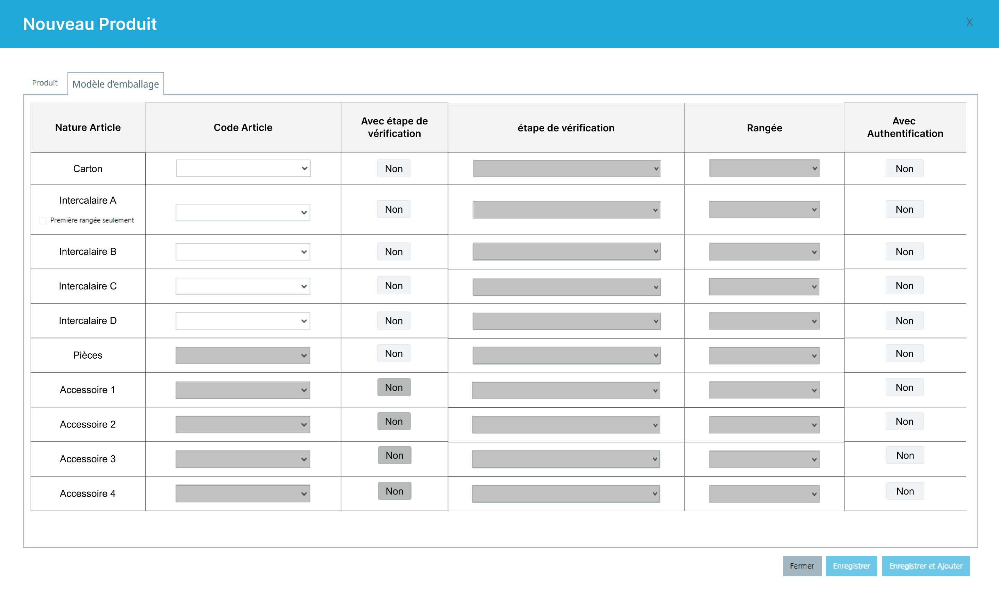 Nouveau Produit
X
Produit
Modèle d'emballage
Nature Article
Code Article
Avec étape de
vérification
étape de vérification
Rangée
Avec
Authentification
Carton
Non
Non
Intercalaire A
Première rangée seulement
Non
Non
Intercalaire B
Non
Non
Intercalaire C
Non
Non
Intercalaire D
Non
Non
Pièces
Non
Non
Accessoire 1
Non
Non
Accessoire 2
Non
Non
Accessoire 3
Non
Non
Accessoire 4
Non
Non
Fermer
Enregistrer
Enregistrer et Ajouter